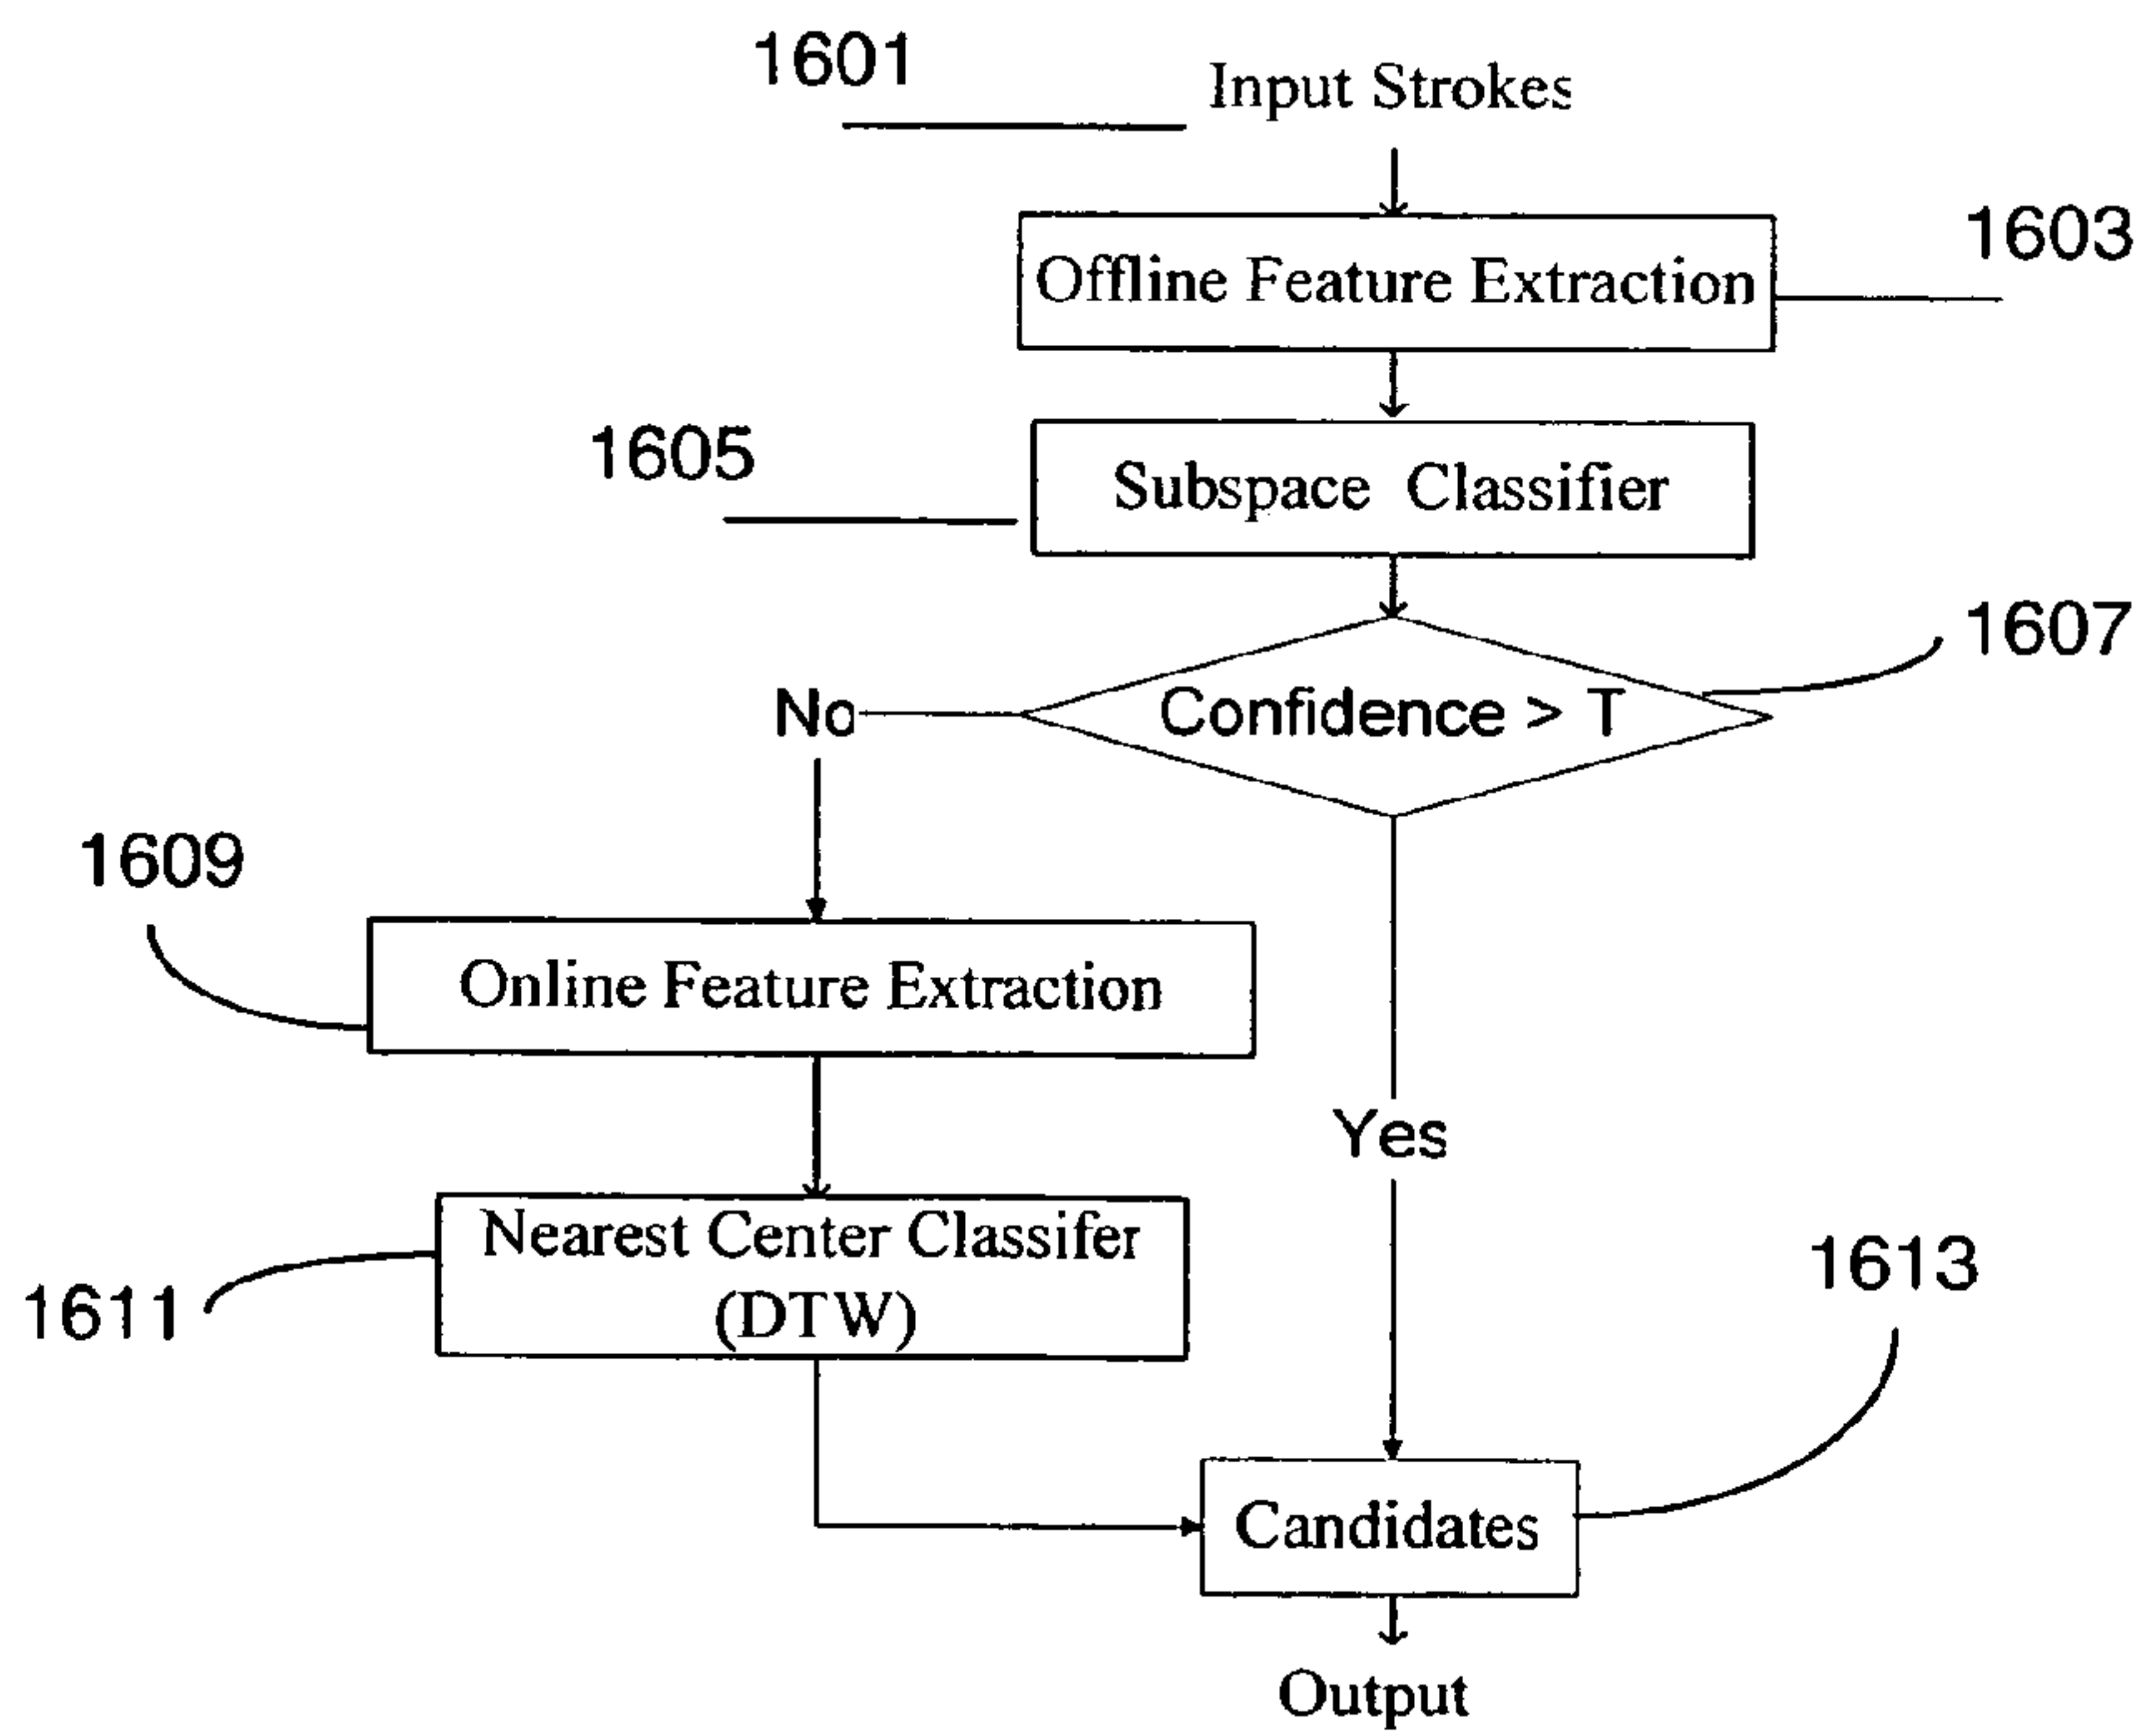 1601
Input Strokes
1603
Offline Feature Extraction
1605
Subspace Classifier
1607
Confidence > T
No
1609
Online Feature Extraction
Yes
Nearest Center Classifer
(DTW)
1611
1613
Candidates
Output